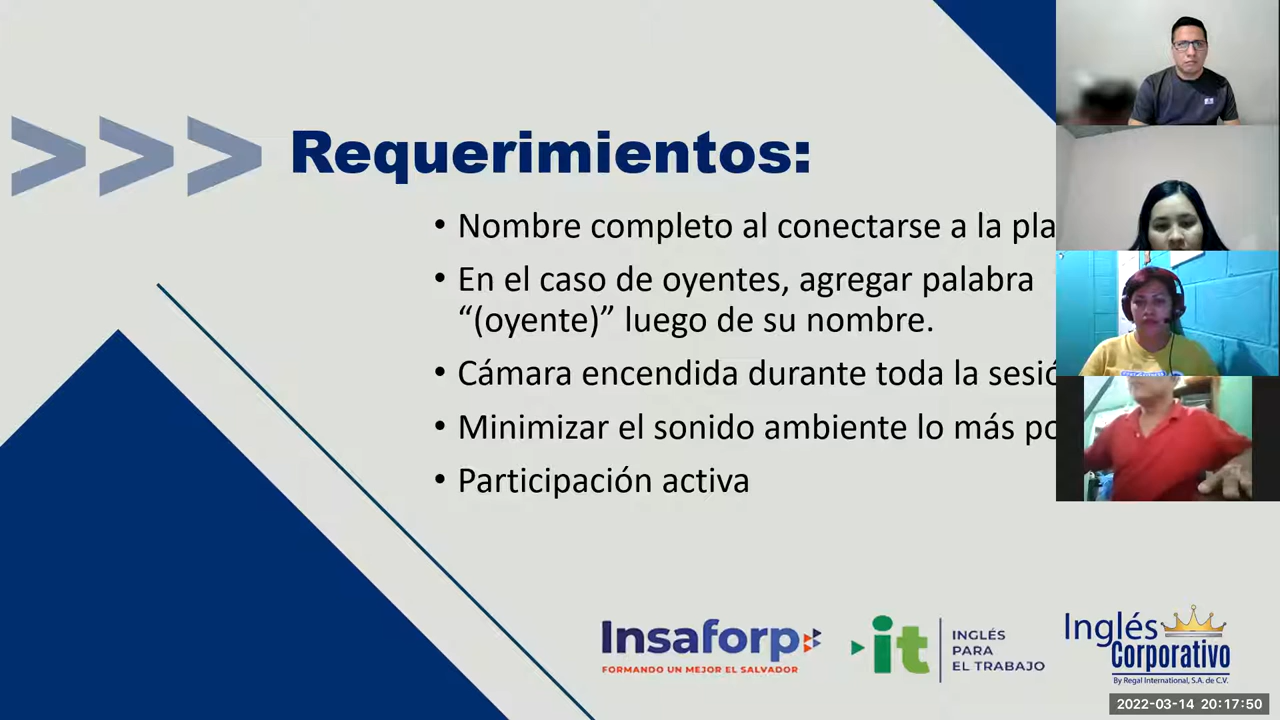 >>> Requerimientos:
• Nombre completo al conectarse a la pla
• En el caso de oyentes, agregar palabra
“(oyente)” luego de su nombre.
• Cámara encendida durante toda la sesió
• Minimizar el sonido ambiente lo más po
• Participación activa
Insaforp
FORMANDO UN MEJOR EL SALVADOR
it
INGLÉS
PARA
EL TRABAJO
Inglés
Corporativo
By Regal International, S.A. de C.V.
2022-03-14 20:17:50